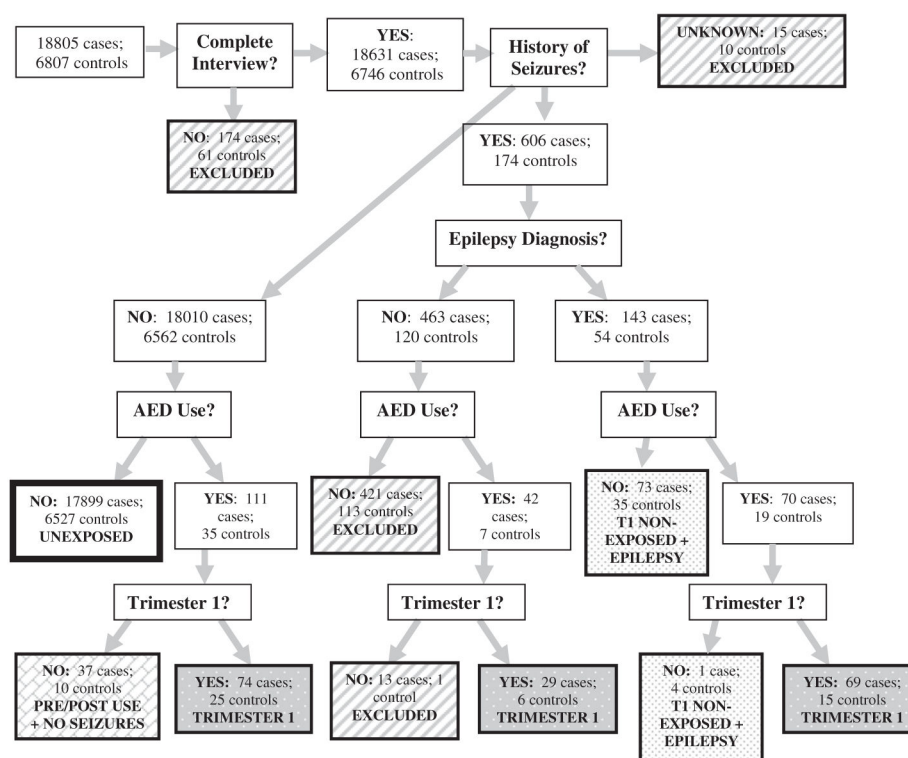 18805 cases;
6807 controls
Complete
Interview?
YES:
18631 cases;
6746 controls
History of
Seizures?
UNKNOWN: 15 cases;
10 controls
EXCLUDED
NO: 174 cases;
61 controls
EXCLUDED
YES: 606 cases;
174 controls
Epilepsy Diagnosis?
NO: 18010 cases;
6562 controls
NO: 463 cases;
120 controls
YES: 143 cases;
54 controls
AED Use?
AED Use?
AED Use?
NO: 17899 cases;
6527 controls
UNEXPOSED
YES: 111
cases;
35 controls
NO: 421 cases;
113 controls
EXCLUDED
YES: 42
cases;
7 controls
NO: 73 cases;
35 controls
T1 NON-
EXPOSED +
EPILEPSY
YES: 70 cases;
19 controls
Trimester 1?
Trimester 1?
Trimester 1?
NO: 37 cases;
10 controls
PRE/POST USE
+ NO SEIZURES
YES: 74 cases;
25 controls
TRIMESTER 1
NO: 13 cases; 1
control
EXCLUDED
YES: 29 cases;
6 controls
TRIMESTER 1
NO: 1 case;
4 controls
T1 NON-
EXPOSED +
EPILEPSY
YES: 69 cases;
15 controls
TRIMESTER 1